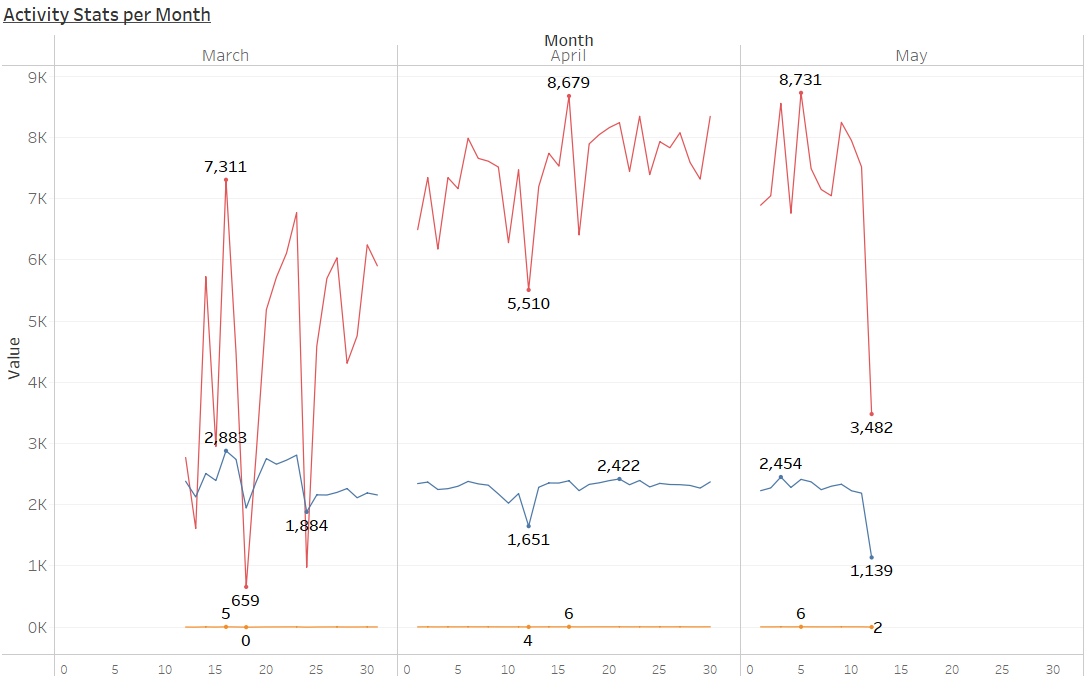 Activity Stats per Month
Month
March April May
9K
8,679 8,731
8K
7,311
7K
6K
5,510
5K
Value
4K
3,482
3K
2,883 2,422 2,454
2K
1,884 1,651
1K
1,139
659
5 6 6
0K
0 4 2
0 5 10 15 20 25 30 0 5 10 15 20 25 30 0 5 10 15 20 25 30